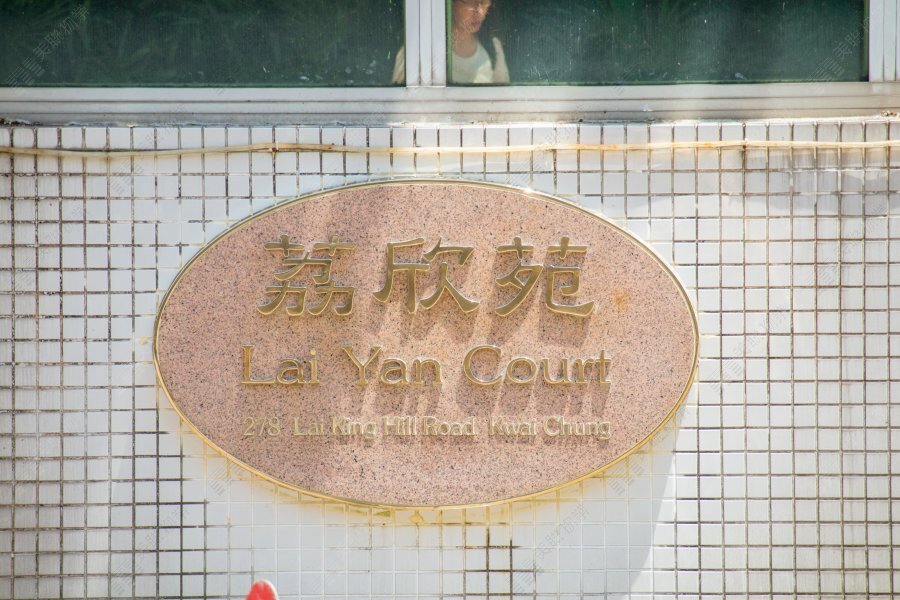 荔欣苑
Lai Yan Court
278 Lai King Hill Road Kwai Chung